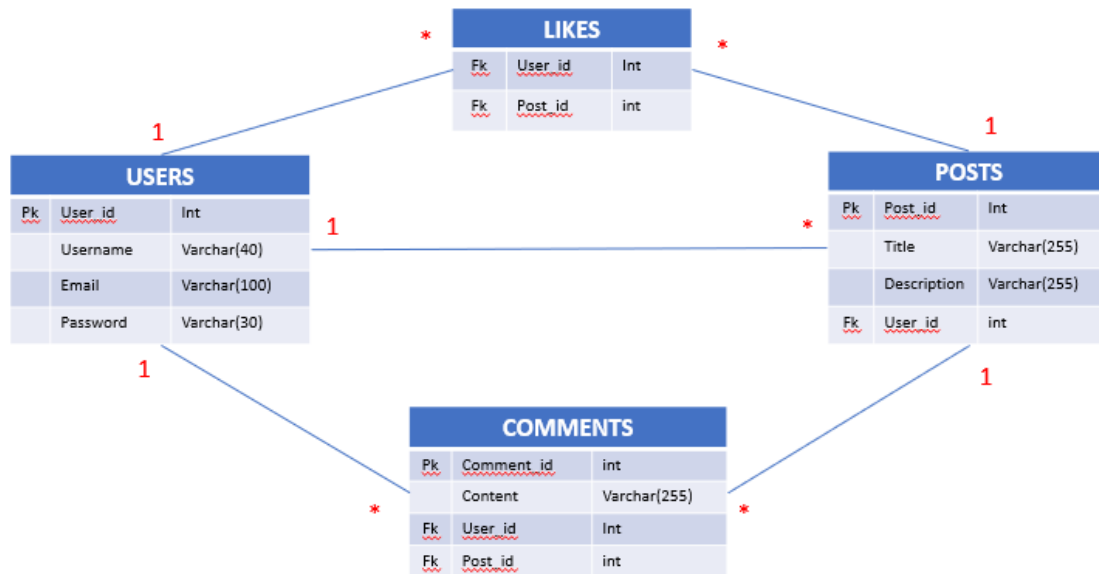 LIKES
Fk User_id Int
Fk Post_id int
* *
1 1
USERS
Pk User_id Int
Username Varchar(40)
Email Varchar(100)
Password Varchar(30)
1 *
POSTS
Pk Post_id Int
Title Varchar(255)
Description Varchar(255)
Fk User_id int
1 1
COMMENTS
Pk Comment_id int
Content Varchar(255)
Fk User_id Int
Fk Post_id int
* *